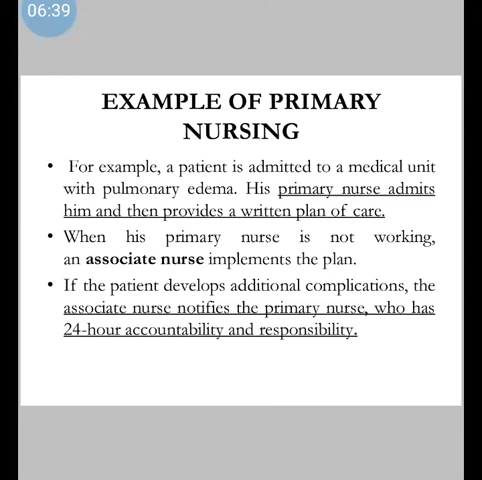 06:39
EXAMPLE OF PRIMARY
NURSING
• For example, a patient is admitted to a medical unit
with pulmonary edema. His primary nurse admits
him and then provides a written plan of care.
• When his primary nurse is not working,
an associate nurse implements the plan.
• If the patient develops additional complications, the
associate nurse notifies the primary nurse, who has
24-hour accountability and responsibility.